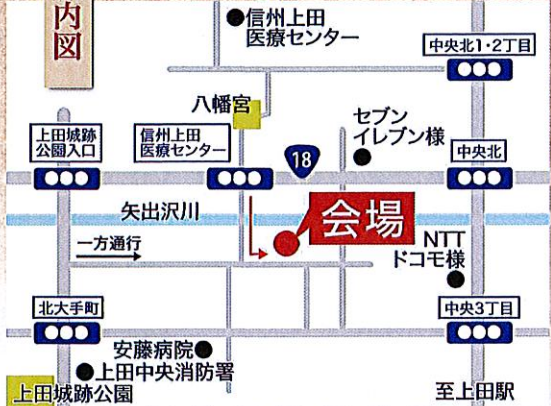 内図
信州上田
医療センター
中央北1・2丁目
八幡宮
セブン
イレブン様
上田城跡
公園入口
信州上田
医療センター
18
中央北
矢出沢川
会場
一方通行
NTT
ドコモ様
北大手町
中央3丁目
安藤病院
上田中央消防署
上田城跡公園
至上田駅